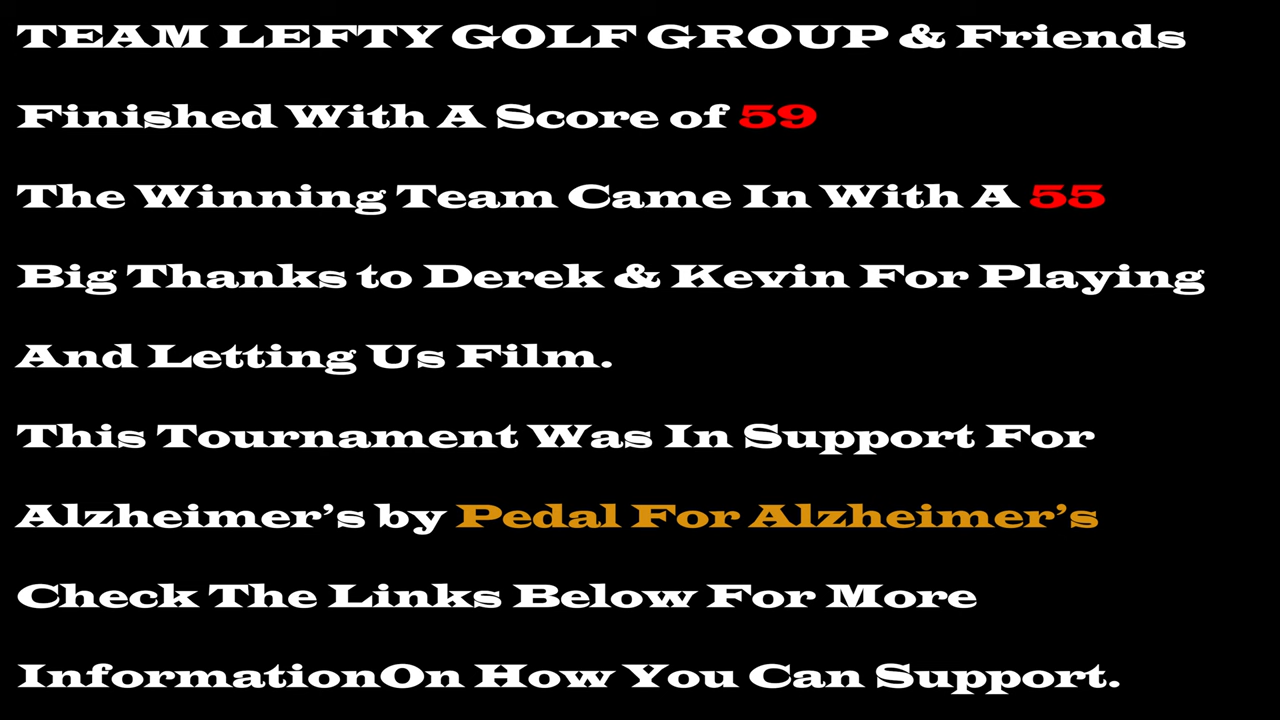 TEAM LEFTY GOLF GROUP & Friends
Finished With A Score of 59
The Winning Team Came In With A 55
Big Thanks to Derek & Kevin For Playing
And Letting Us Film.
This Tournament Was In Support For
Alzheimer’s by Pedal For Alzheimer’s
Check The Links Below For More
InformationOn How You Can Support.